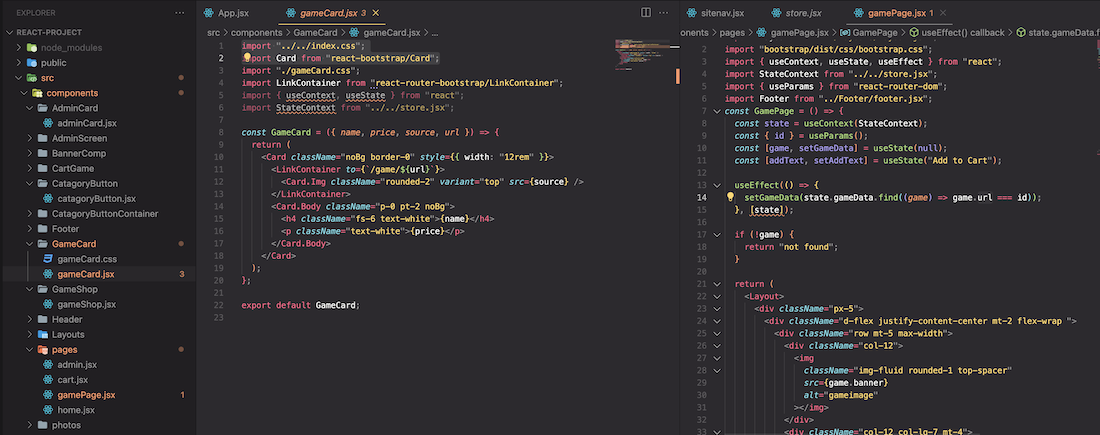 EXPLORER
REACT-PROJECT
node_modules
public
src
components
AdminCard
adminCard.jsx
AdminScreen
BannerComp
CartGame
CatagoryButton
catagoryButton.jsx
CatagoryButtonContainer
Footer
GameCard
gameCard.css
gameCard.jsx 3
GameShop
gameShop.jsx
Header
Layouts
pages
admin.jsx
cart.jsx
gamePage.jsx 1
home.jsx
photos
App.jsx
gameCard.jsx 3
src > components > GameCard > gameCard.jsx > ...
1 import "../../index.css";
2 import Card from "react-bootstrap/Card";
3 import "./gameCard.css";
4 import LinkContainer from "react-router-bootstrap/LinkContainer";
5 import { useContext, useState } from "react";
6 import StateContext from "../../store.jsx";
7
8 const GameCard = ({ name, price, source, url }) => {
9 return (
10 <Card className="noBg border-0" style={{ width: "12rem" }}>
11 <LinkContainer to={`/game/${url}`}>
12 <Card.Img className="rounded-2" variant="top" src={source} />
13 </LinkContainer>
14 <Card.Body className="p-0 pt-2 noBg">
15 <h4 className="fs-6 text-white">{name}</h4>
16 <p className="text-white">{price}</p>
17 </Card.Body>
18 </Card>
19 );
20 };
21
22 export default GameCard;
23
sitenav.jsx
store.jsx
gamePage.jsx 1
onents > pages > gamePage.jsx > GamePage > useEffect() callback > state.gameData.f
2 import "bootstrap/dist/css/bootstrap.css";
3 import { useContext, useState, useEffect } from "react";
4 import StateContext from "../../store.jsx";
5 import { useParams } from "react-router-dom";
6 import Footer from "../Footer/footer.jsx";
7 const GamePage = () => {
8 const state = useContext(StateContext);
9 const { id } = useParams();
10 const [game, setGameData] = useState(null);
11 const [addText, setAddText] = useState("Add to Cart");
12
13 useEffect(() => {
14 setGameData(state.gameData.find((game) => game.url === id));
15 }, [state]);
16
17 if (!game) {
18 return "not found";
19 }
20
21 return (
22 <Layout>
23 <div className="px-5">
24 <div className="d-flex justify-content-center mt-2 flex-wrap ">
25 <div className="row mt-5 max-width">
26 <div className="col-12">
27 <img
28 className="img-fluid rounded-1 top-spacer"
29 src={game.banner}
30 alt="gameimage"
31 ></img>
32 </div>
33 <div className="col-12 col-lg-7 mt-4">